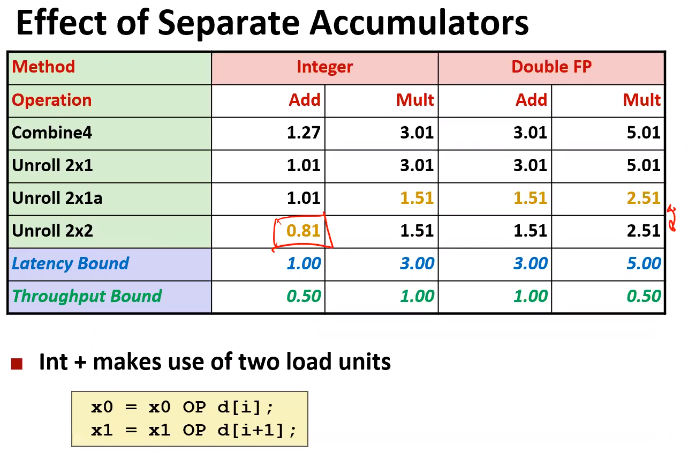 Effect of Separate Accumulators
Method Integer Double FP
Operation Add Mult Add Mult
Combine4 1.27 3.01 3.01 5.01
Unroll 2x1 1.01 3.01 3.01 5.01
Unroll 2x1a 1.01 1.51 1.51 2.51
Unroll 2x2 0.81 1.51 1.51 2.51
Latency Bound 1.00 3.00 3.00 5.00
Throughput Bound 0.50 1.00 1.00 0.50
Int + makes use of two load units
x0 = x0 OP d[i];
x1 = x1 OP d[i+1];